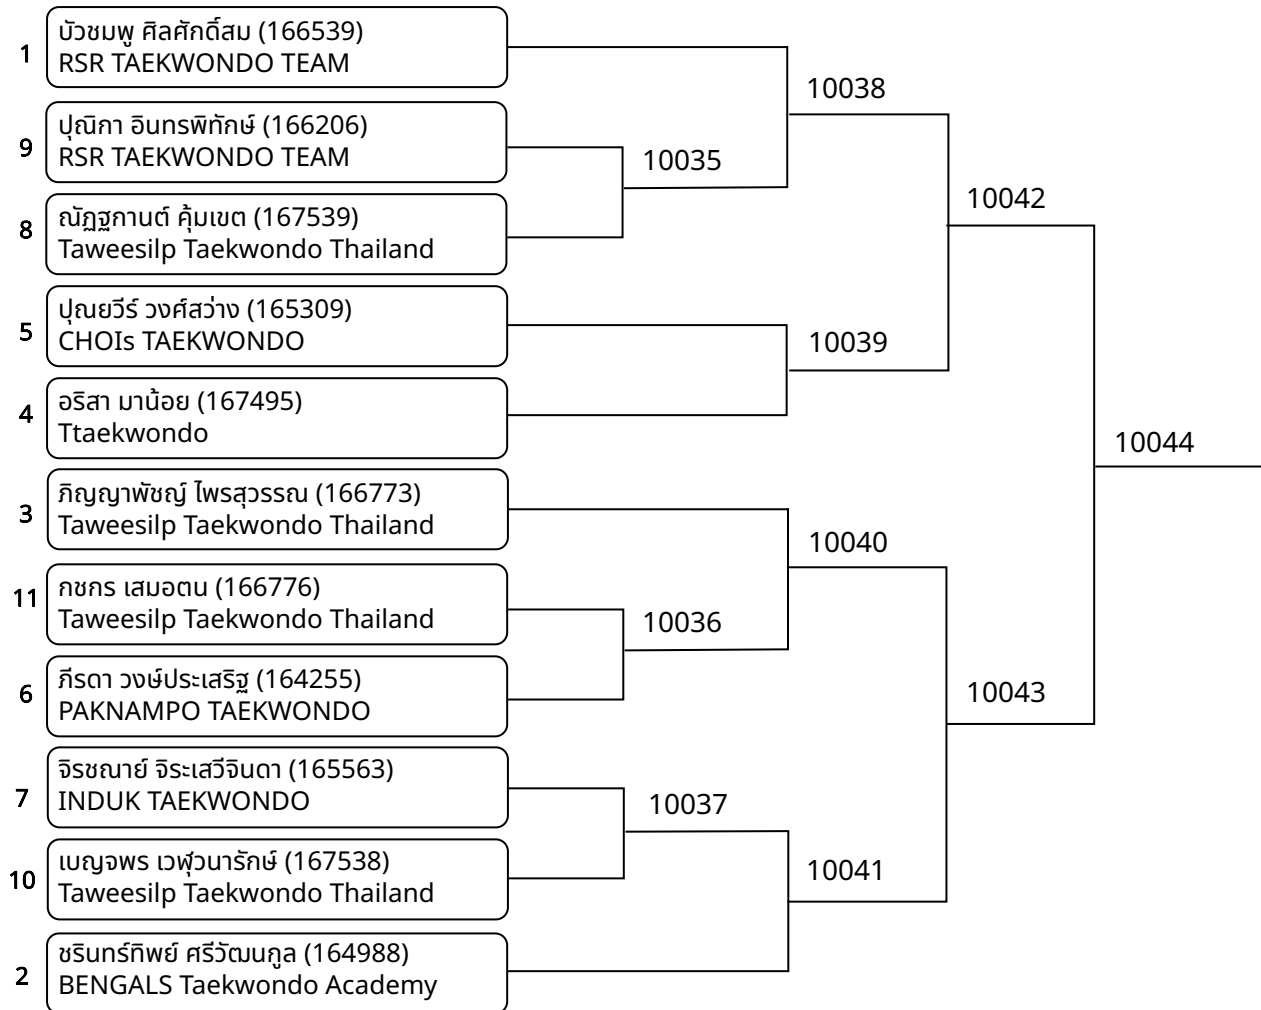 1
บัวชมพู ศิลศักดิ์สม (166539)
RSR TAEKWONDO TEAM
10038
9
ปุณิกา อินทรพิทักษ์ (166206)
RSR TAEKWONDO TEAM
10035
8
ณัฏฐกานต์ คุ้มเขต (167539)
Taweesilp Taekwondo Thailand
10042
5
ปุณยวีร์ วงศ์สว่าง (165309)
CHOIs TAEKWONDO
10039
4
อริสา มาน้อย (167495)
Ttaekwondo
10044
3
ภิญญาพัชญ์ ไพรสุวรรณ (166773)
Taweesilp Taekwondo Thailand
10040
11
กชกร เสมอตน (166776)
Taweesilp Taekwondo Thailand
10036
6
ภีรดา วงษ์ประเสริฐ (164255)
PAKNAMPO TAEKWONDO
10043
7
จิรชณาย์ จิระเสวีจินดา (165563)
INDUK TAEKWONDO
10037
10
เบญจพร เวฬุวนารักษ์ (167538)
Taweesilp Taekwondo Thailand
10041
2
ชรินทร์ทิพย์ ศรีวัฒนกูล (164988)
BENGALS Taekwondo Academy